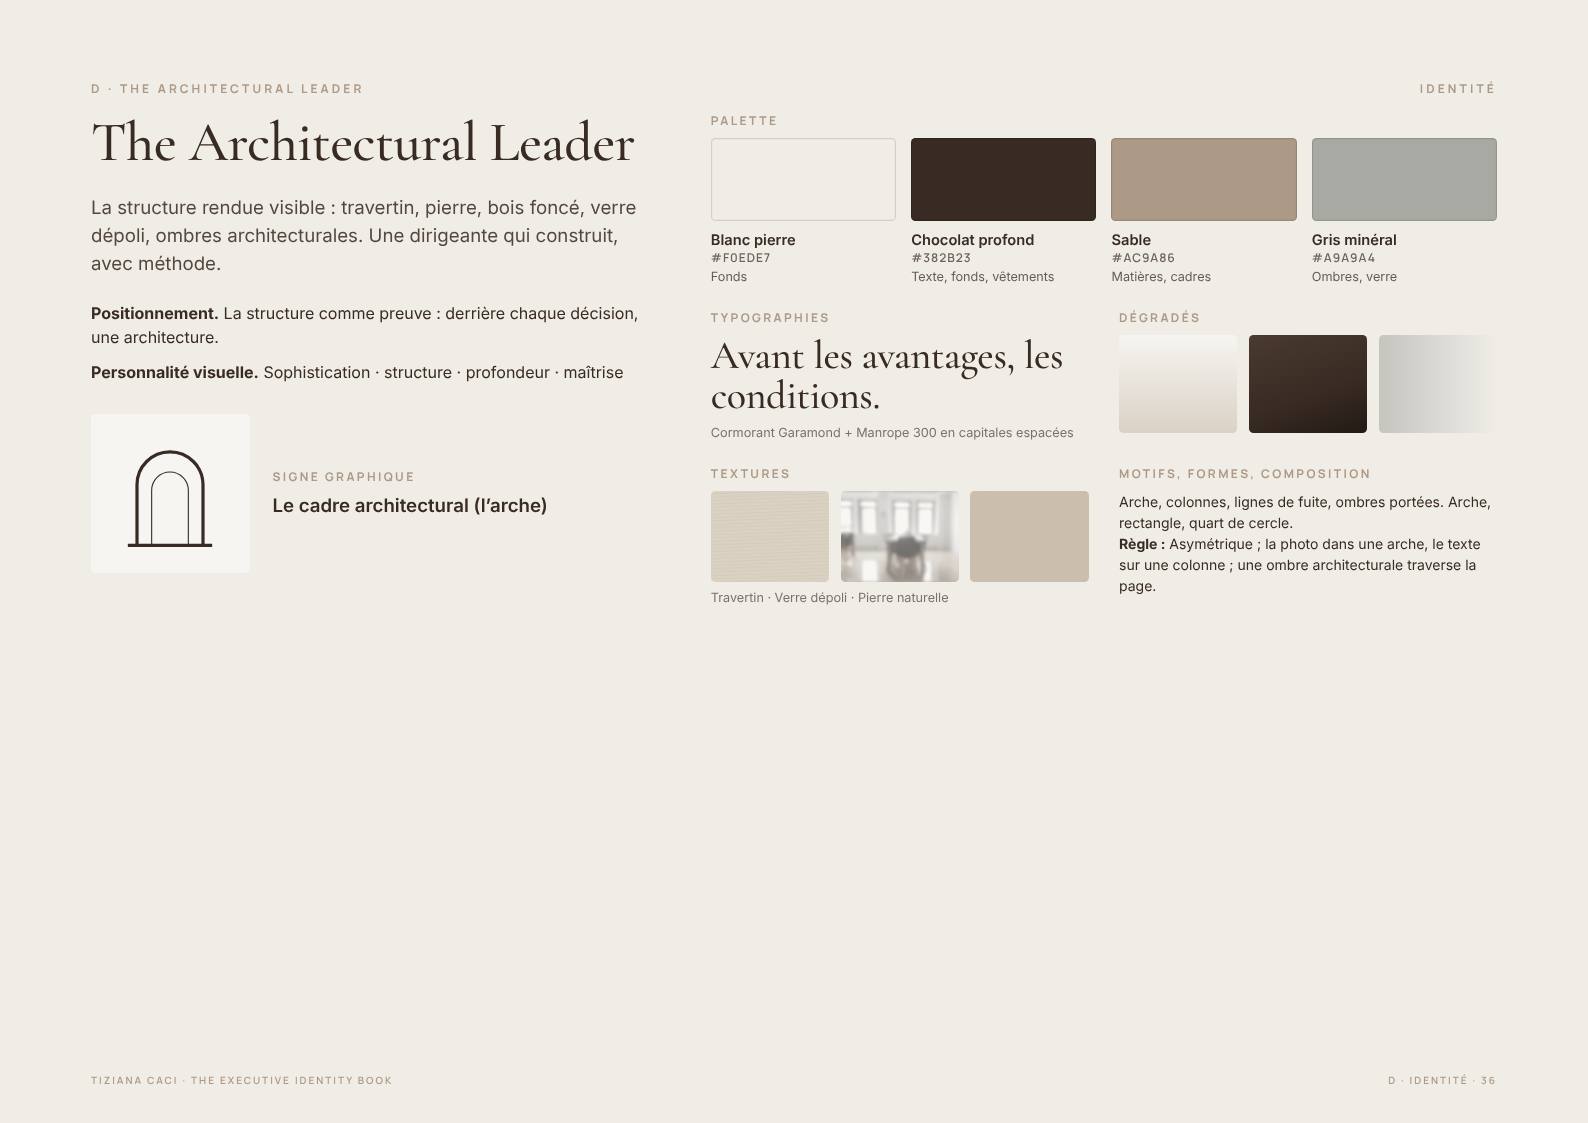 D · THE ARCHITECTURAL LEADER
IDENTITÉ
The Architectural Leader
La structure rendue visible : travertin, pierre, bois foncé, verre
dépoli, ombres architecturales. Une dirigeante qui construit,
avec méthode.
Positionnement. La structure comme preuve : derrière chaque décision,
une architecture.
Personnalité visuelle. Sophistication · structure · profondeur · maîtrise
SIGNE GRAPHIQUE
Le cadre architectural (l’arche)
PALETTE
Blanc pierre
#F0EDE7
Fonds
Chocolat profond
#382B23
Texte, fonds, vêtements
Sable
#AC9A86
Matières, cadres
Gris minéral
#A9A9A4
Ombres, verre
TYPOGRAPHIES
Avant les avantages, les
conditions.
Cormorant Garamond + Manrope 300 en capitales espacées
DÉGRADÉS
TEXTURES
Travertin · Verre dépoli · Pierre naturelle
MOTIFS, FORMES, COMPOSITION
Arche, colonnes, lignes de fuite, ombres portées. Arche,
rectangle, quart de cercle.
Règle : Asymétrique ; la photo dans une arche, le texte
sur une colonne ; une ombre architecturale traverse la
page.
TIZIANA CACI · THE EXECUTIVE IDENTITY BOOK
D · IDENTITÉ · 36